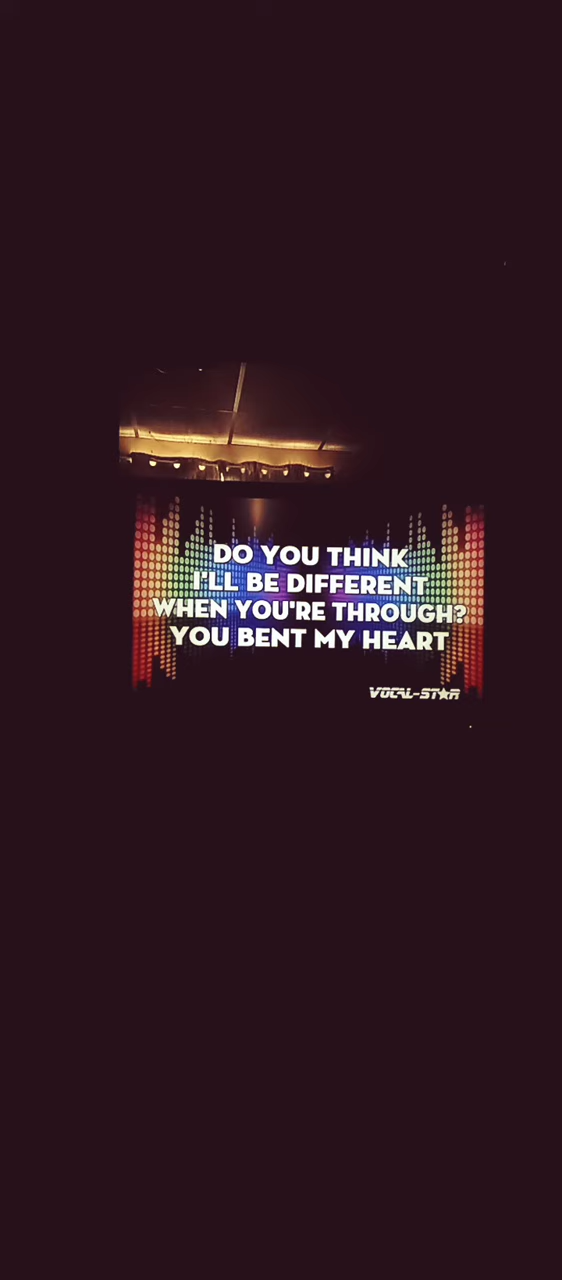 DO YOU THINK
I'LL BE DIFFERENT
WHEN YOU'RE THROUGH?
YOU BENT MY HEART
VOCAL-STAR